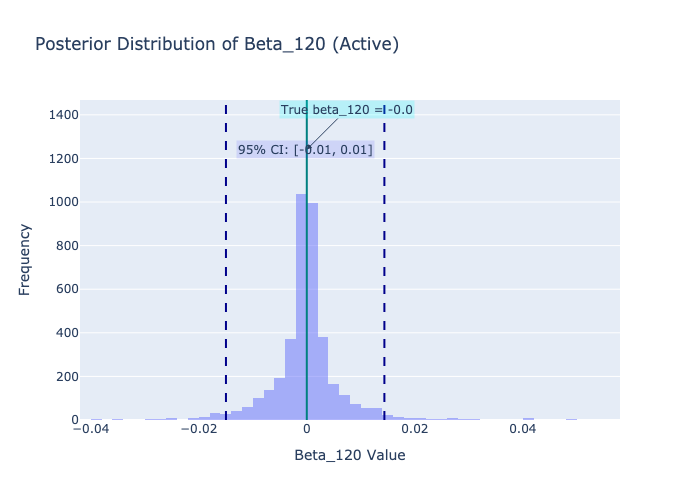 Posterior Distribution of Beta_120 (Active)
True beta_120 = -0.0
95% CI: [-0.01, 0.01]
1400
1200
1000
800
600
400
200
0
Frequency
−0.04
−0.02
0
0.02
0.04
Beta_120 Value